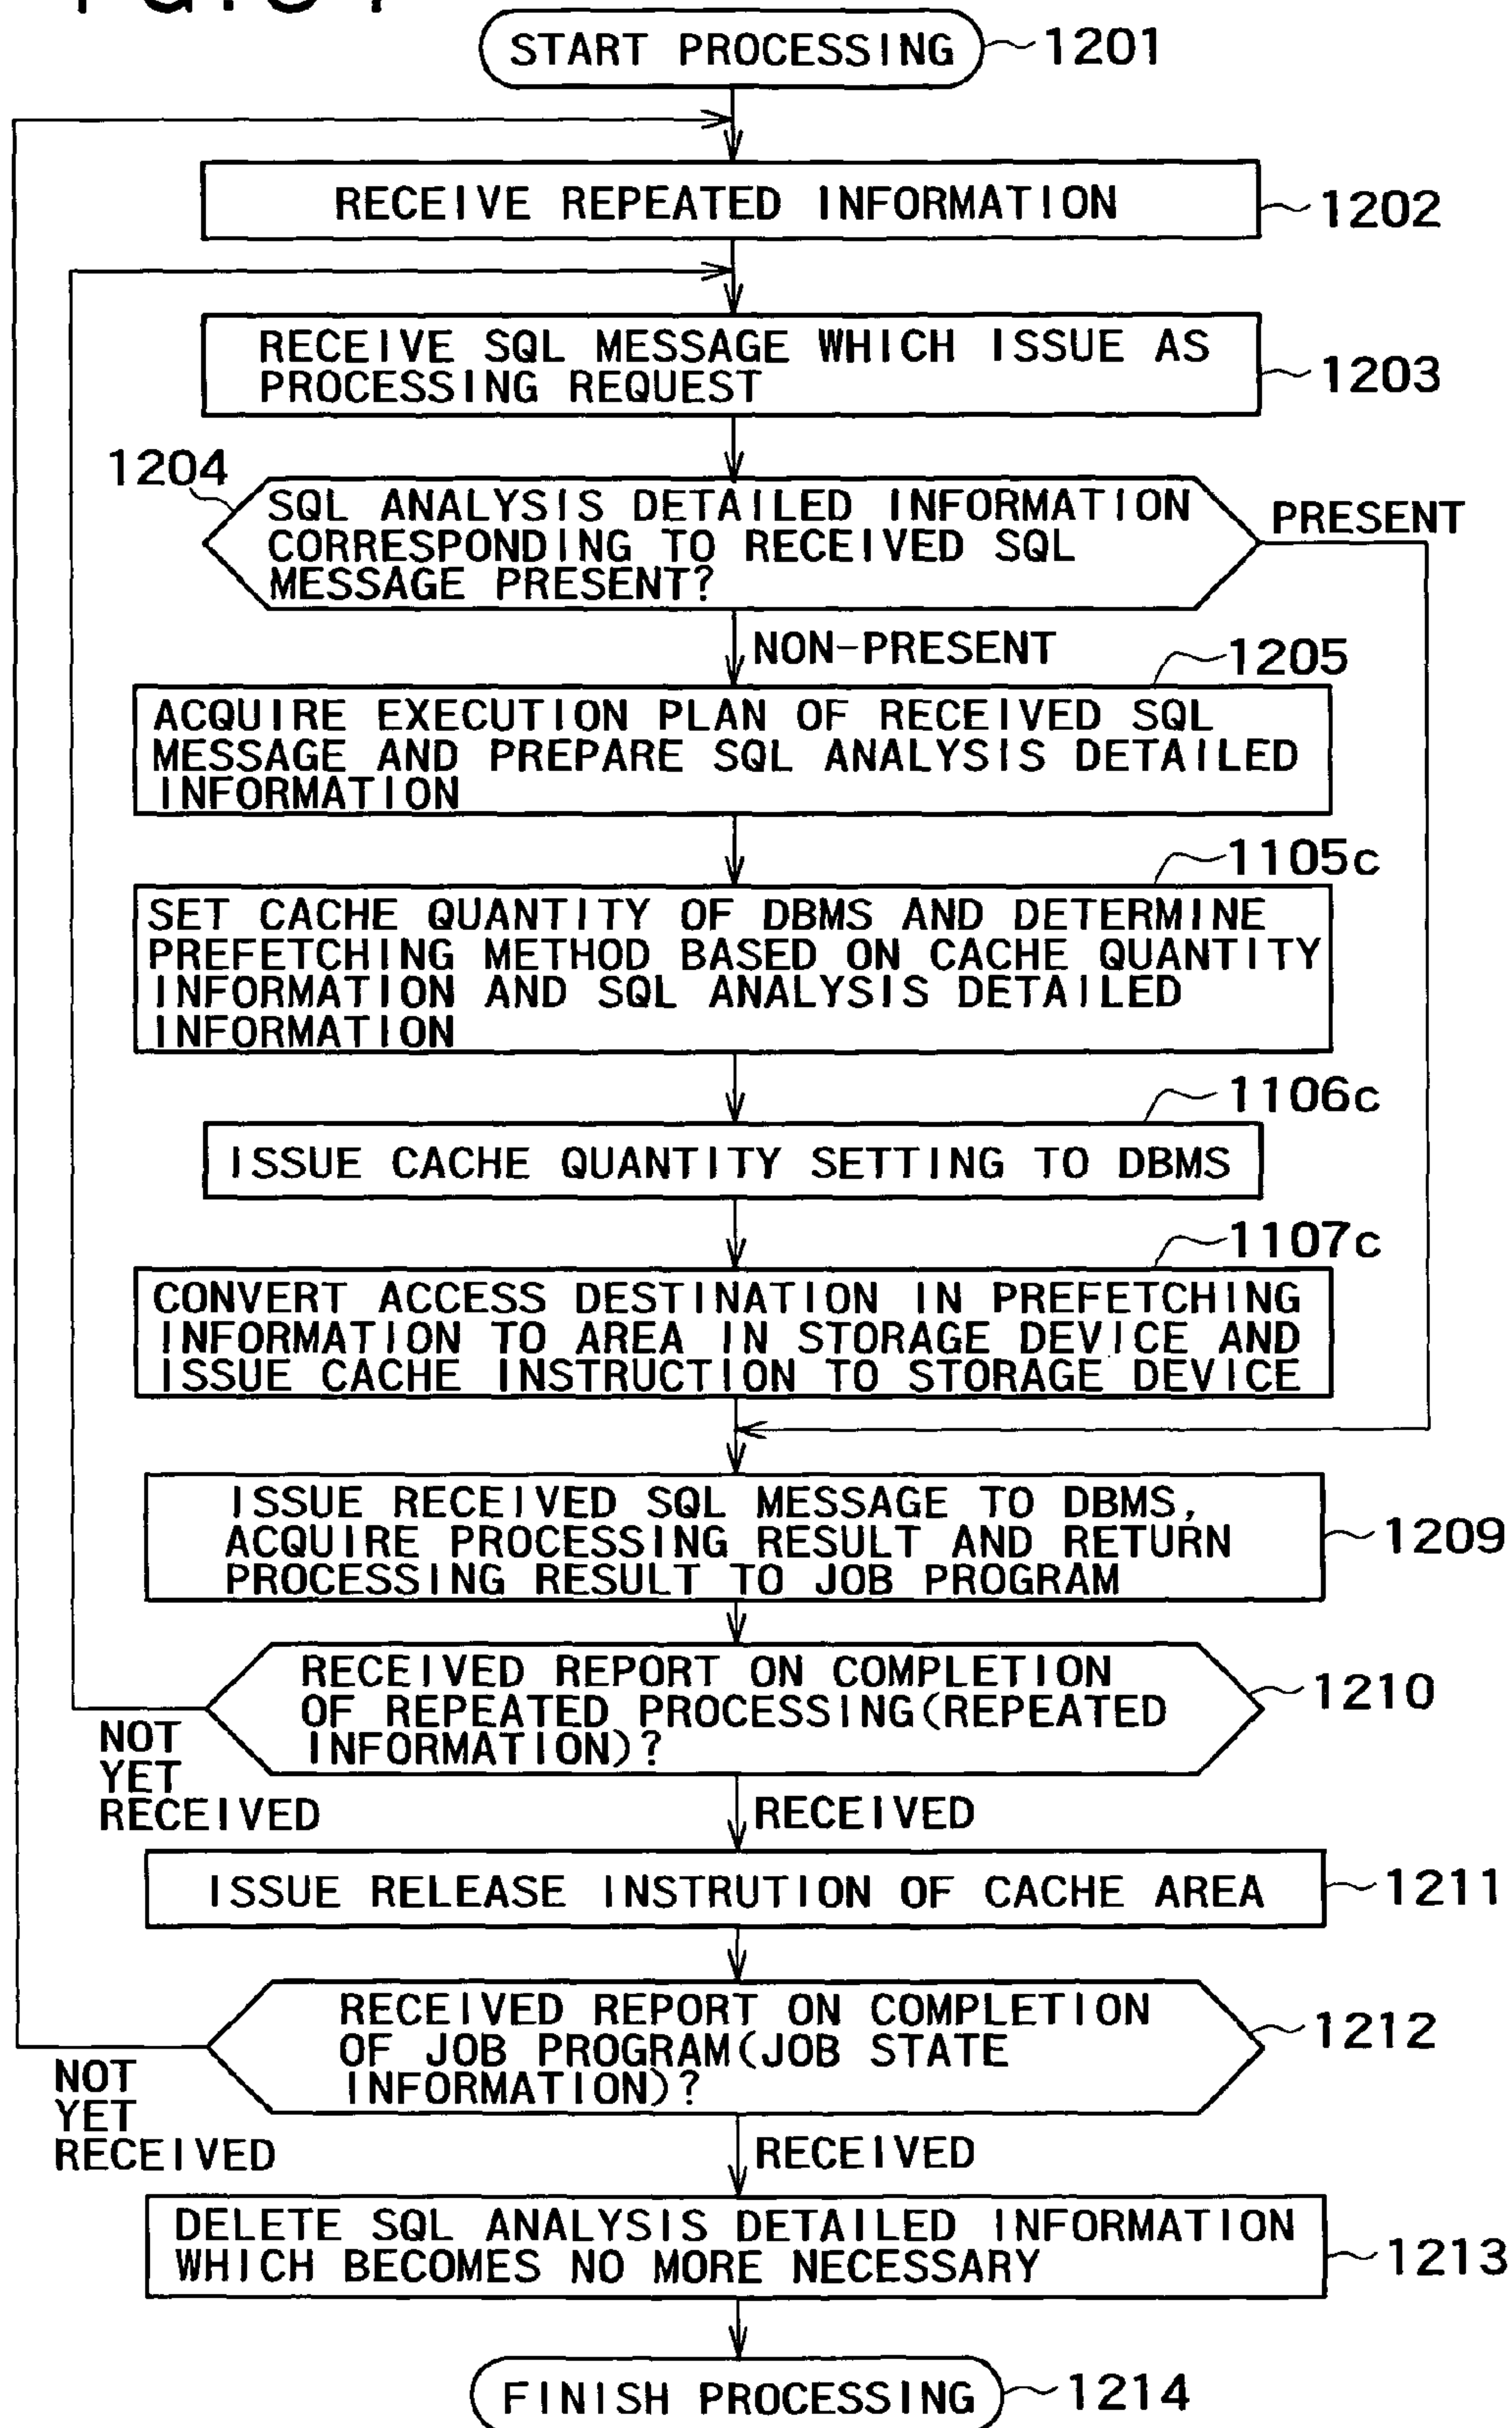 START PROCESSING
1201
RECEIVE REPEATED INFORMATION
1202
RECEIVE SQL MESSAGE WHICH ISSUE AS
PROCESSING REQUEST
1203
1204
SQL ANALYSIS DETAILED INFORMATION
CORRESPONDING TO RECEIVED SQL
MESSAGE PRESENT?
PRESENT
NON-PRESENT
1205
ACQUIRE EXECUTION PLAN OF RECEIVED SQL
MESSAGE AND PREPARE SQL ANALYSIS DETAILED
INFORMATION
1105c
SET CACHE QUANTITY OF DBMS AND DETERMINE
PREFETCHING METHOD BASED ON CACHE QUANTITY
INFORMATION AND SQL ANALYSIS DETAILED
INFORMATION
1106c
ISSUE CACHE QUANTITY SETTING TO DBMS
1107c
CONVERT ACCESS DESTINATION IN PREFETCHING
INFORMATION TO AREA IN STORAGE DEVICE AND
ISSUE CACHE INSTRUCTION TO STORAGE DEVICE
ISSUE RECEIVED SQL MESSAGE TO DBMS,
ACQUIRE PROCESSING RESULT AND RETURN
PROCESSING RESULT TO JOB PROGRAM
1209
RECEIVED REPORT ON COMPLETION
OF REPEATED PROCESSING(REPEATED
INFORMATION)?
1210
NOT
YET
RECEIVED
RECEIVED
ISSUE RELEASE INSTRUTION OF CACHE AREA
1211
RECEIVED REPORT ON COMPLETION
OF JOB PROGRAM(JOB STATE
INFORMATION)?
1212
NOT
YET
RECEIVED
RECEIVED
DELETE SQL ANALYSIS DETAILED INFORMATION
WHICH BECOMES NO MORE NECESSARY
1213
FINISH PROCESSING
1214